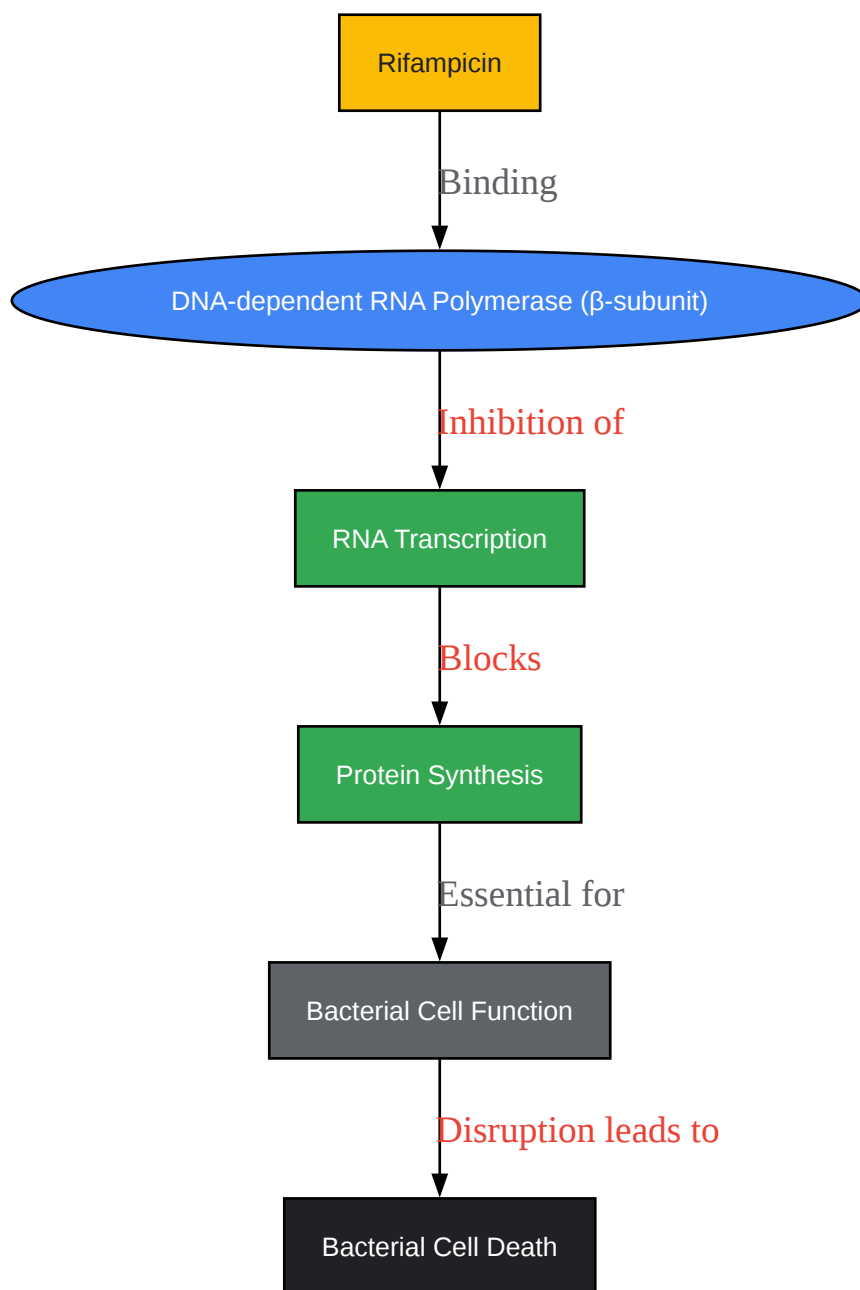 Rifampicin
Binding
DNA-dependent RNA Polymerase (β-subunit)
Inhibition of
RNA Transcription
Blocks
Protein Synthesis
Essential for
Bacterial Cell Function
Disruption leads to
Bacterial Cell Death